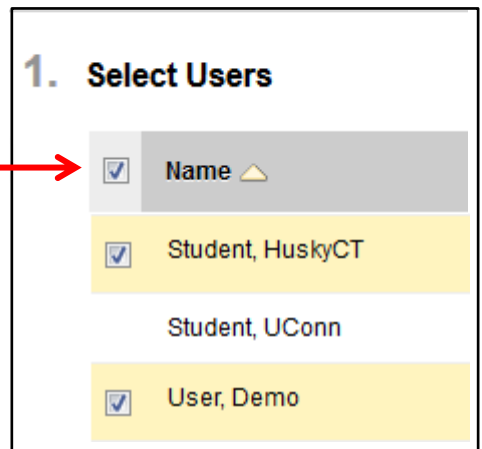 1. Select Users
Name
Student, HuskyCT
Student, UConn
User, Demo